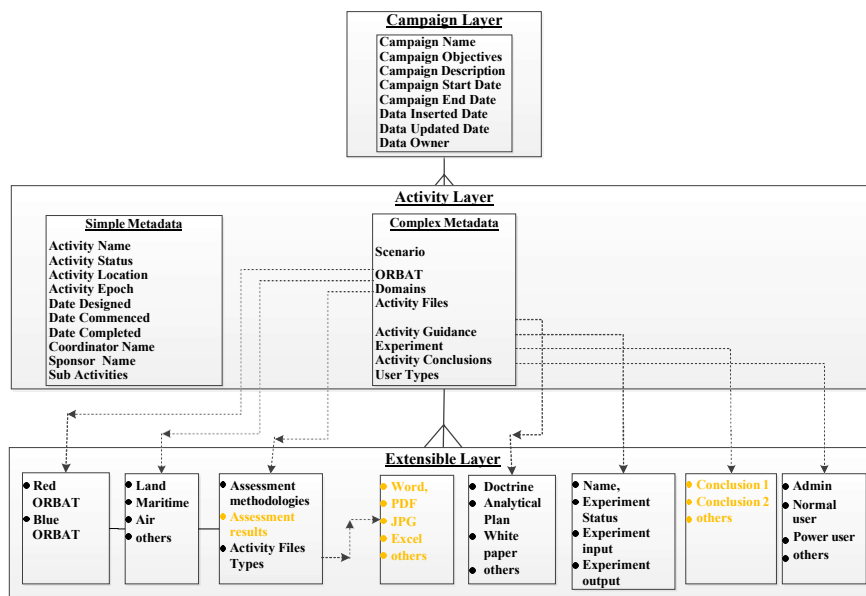 Campaign Layer
Campaign Name
Campaign Objectives
Campaign Description
Campaign Start Date
Campaign End Date
Data Inserted Date
Data Updated Date
Data Owner
Activity Layer
Simple Metadata
Activity Name
Activity Status
Activity Location
Activity Epoch
Date Designed
Date Commenced
Date Completed
Coordinator Name
Sponsor Name
Sub Activities
Complex Metadata
Scenario
ORBAT
Domains
Activity Files
Activity Guidance
Experiment
Activity Conclusions
User Types
Extensible Layer
Red
ORBAT
Blue
ORBAT
Land
Maritime
Air
others
Assessment
methodologies
Assessment
results
Activity Files
Types
Word,
PDF
JPG
Excel
others
Doctrine
Analytical
Plan
White
paper
others
Name,
Experiment
Status
Experiment
input
Experiment
output
Conclusion 1
Conclusion 2
others
Admin
Normal
user
Power user
others